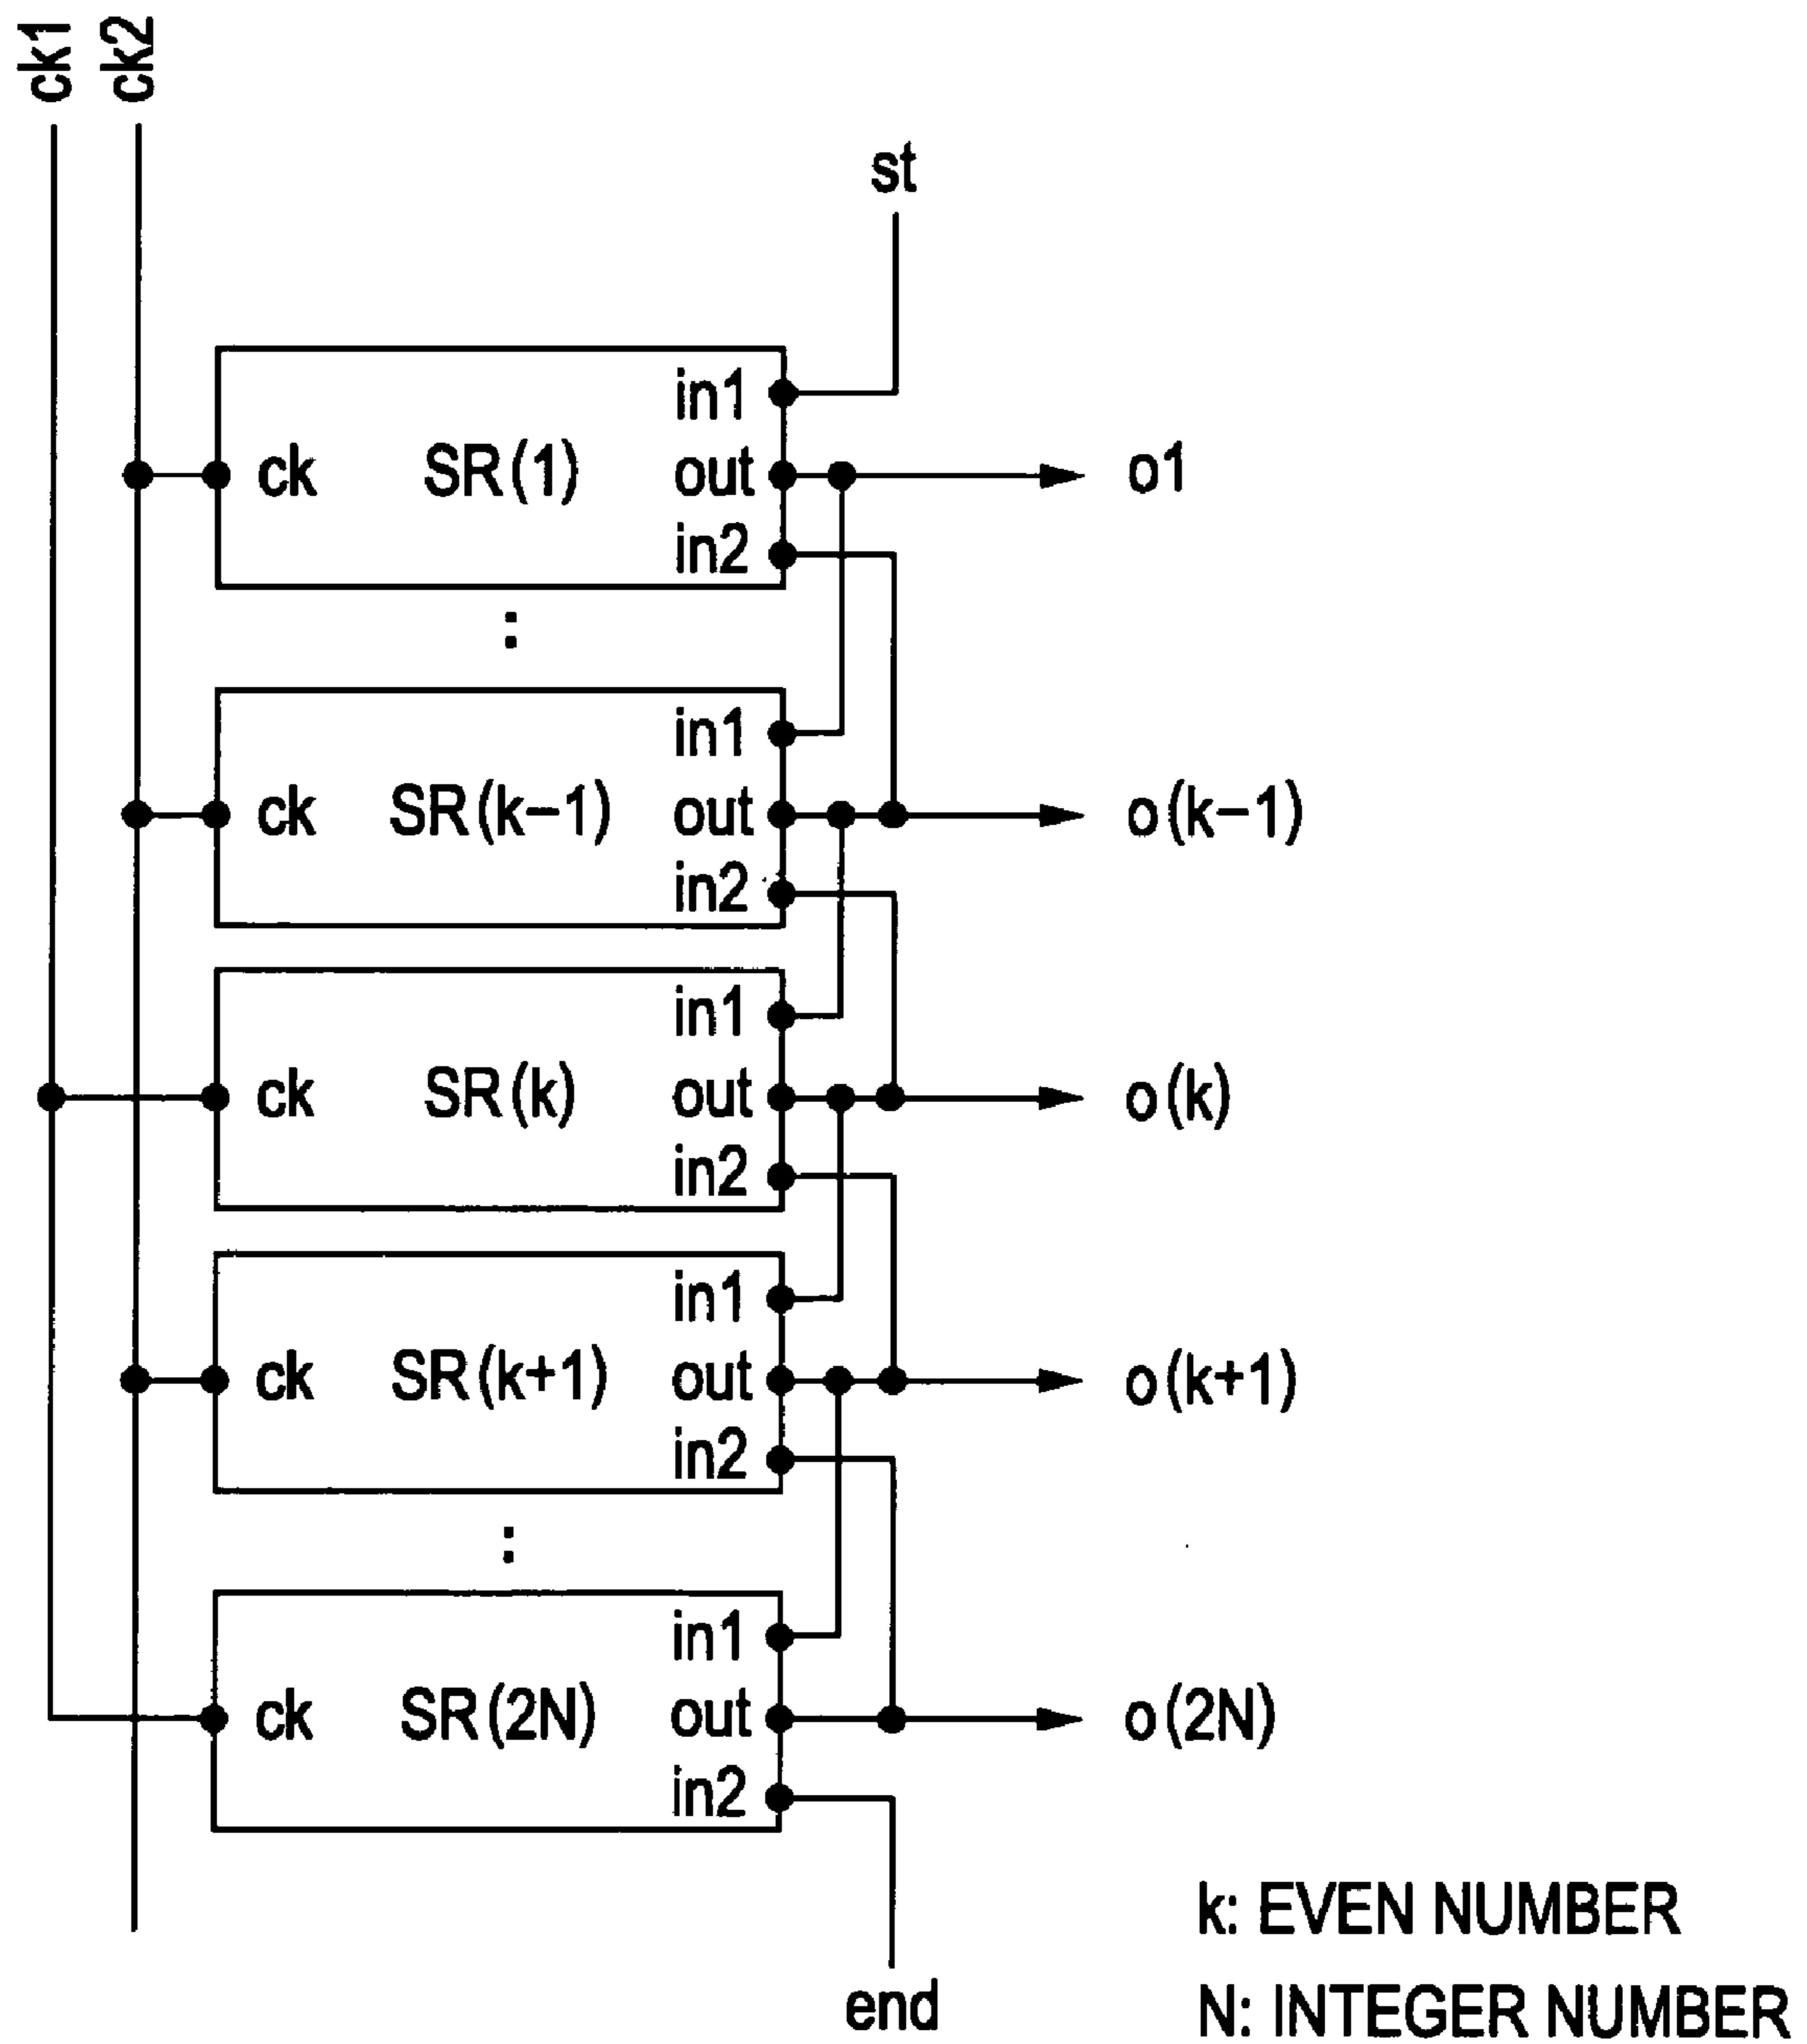 ck1
ck2
st
in1
ck SR(1) out o1
in2
:
in1
ck SR(k−1) out o(k−1)
in2
in1
ck SR(k) out o(k)
in2
in1
ck SR(k+1) out o(k+1)
in2
:
in1
ck SR(2N) out o(2N)
in2
end
k: EVEN NUMBER
N: INTEGER NUMBER